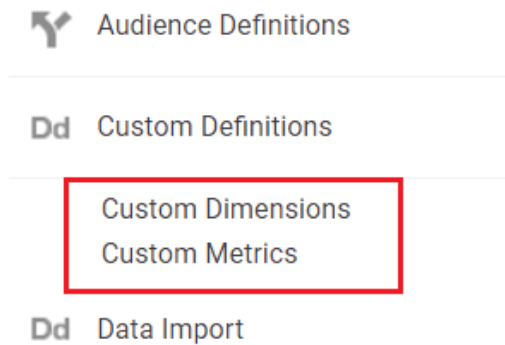 Audience Definitions
Dd Custom Definitions
Custom Dimensions
Custom Metrics
Dd Data Import